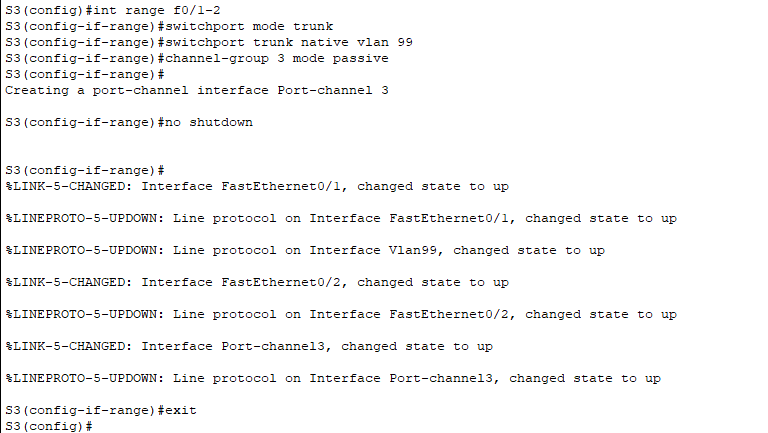 S3(config)#int range f0/1-2
S3(config-if-range)#switchport mode trunk
S3(config-if-range)#switchport trunk native vlan 99
S3(config-if-range)#channel-group 3 mode passive
S3(config-if-range)#
Creating a port-channel interface Port-channel 3
S3(config-if-range)#no shutdown
S3(config-if-range)#
%LINK-5-CHANGED: Interface FastEthernet0/1, changed state to up
%LINEPROTO-5-UPDOWN: Line protocol on Interface FastEthernet0/1, changed state to up
%LINEPROTO-5-UPDOWN: Line protocol on Interface Vlan99, changed state to up
%LINK-5-CHANGED: Interface FastEthernet0/2, changed state to up
%LINEPROTO-5-UPDOWN: Line protocol on Interface FastEthernet0/2, changed state to up
%LINK-5-CHANGED: Interface Port-channel3, changed state to up
%LINEPROTO-5-UPDOWN: Line protocol on Interface Port-channel3, changed state to up
S3(config-if-range)#exit
S3(config)#